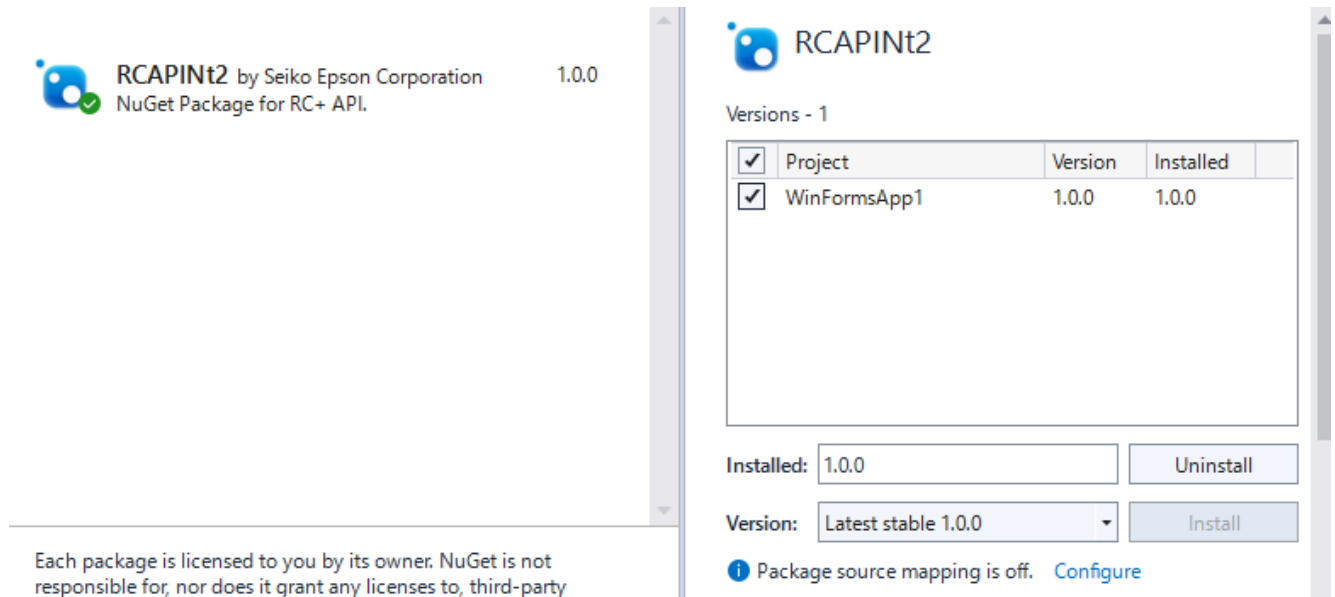 RCAPINt2 by Seiko Epson Corporation 1.0.0
NuGet Package for RC+ API.
Each package is licensed to you by its owner. NuGet is not
responsible for, nor does it grant any licenses to, third-party
RCAPINt2
Versions - 1
Project Version Installed
WinFormsApp1 1.0.0 1.0.0
Installed: 1.0.0 Uninstall
Version: Latest stable 1.0.0 Install
Package source mapping is off. Configure